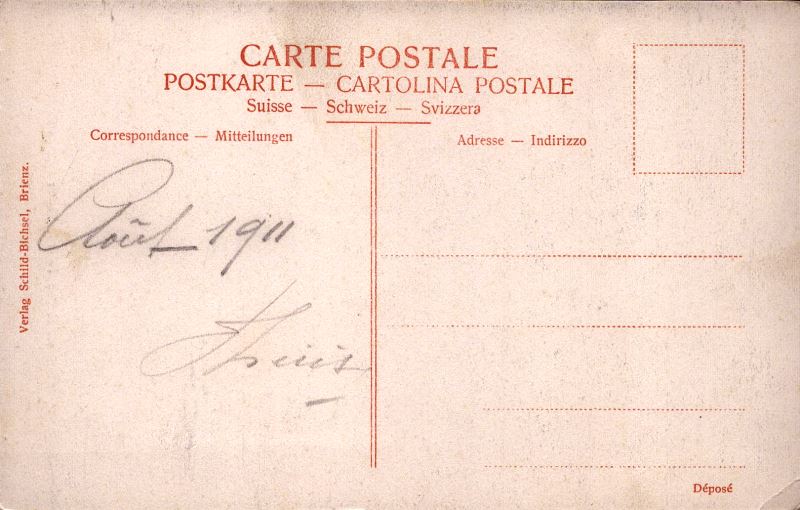 CARTE POSTALE
POSTKARTE — CARTOLINA POSTALE
Suisse — Schweiz — Svizzera
Correspondance — Mitteilungen
Adresse — Indirizzo
Verlag Schild-Bichsel, Brienz.
Août 1911
Déposé